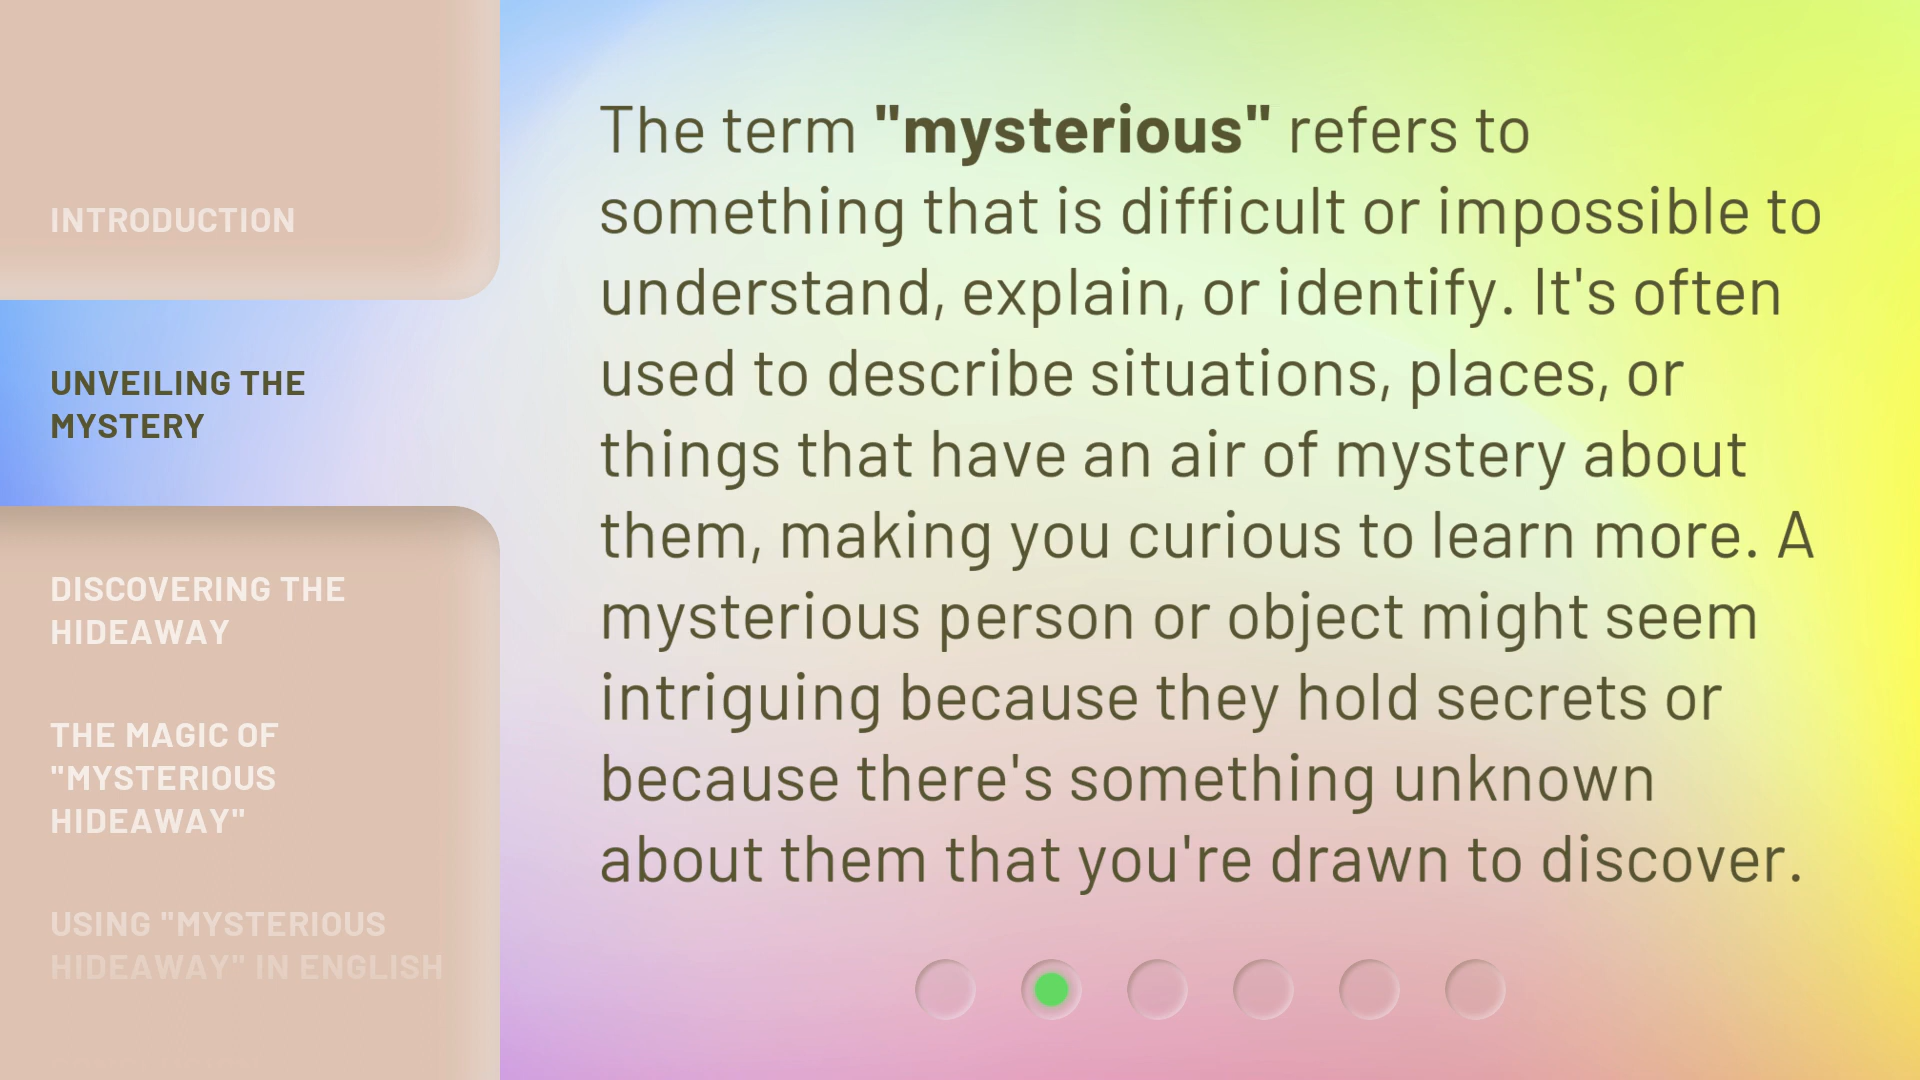 INTRODUCTION
UNVEILING THE
MYSTERY
DISCOVERING THE
HIDEAWAY
THE MAGIC OF
"MYSTERIOUS
HIDEAWAY"
USING "MYSTERIOUS
HIDEAWAY" IN ENGLISH
The term "mysterious" refers to
something that is difficult or impossible to
understand, explain, or identify. It's often
used to describe situations, places, or
things that have an air of mystery about
them, making you curious to learn more. A
mysterious person or object might seem
intriguing because they hold secrets or
because there's something unknown
about them that you're drawn to discover.